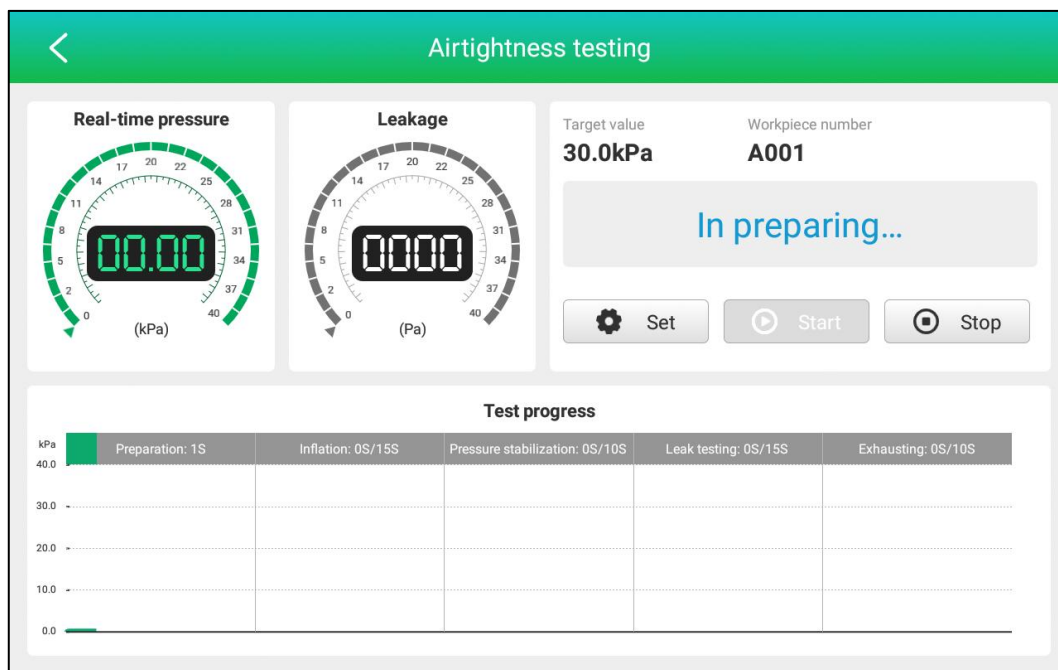 Airtightness testing
Real-time pressure
0 2 5 8 11 14 17 20 22 25 28 31 34 37 40
00.00
(kPa)
Leakage
0 2 5 8 11 14 17 20 22 25 28 31 34 37 40
0000
(Pa)
Target value Workpiece number
30.0kPa A001
In preparing...
Set Start Stop
Test progress
kPa
Preparation: 1S Inflation: 0S/15S Pressure stabilization: 0S/10S Leak testing: 0S/15S Exhausting: 0S/10S
40.0
30.0
20.0
10.0
0.0